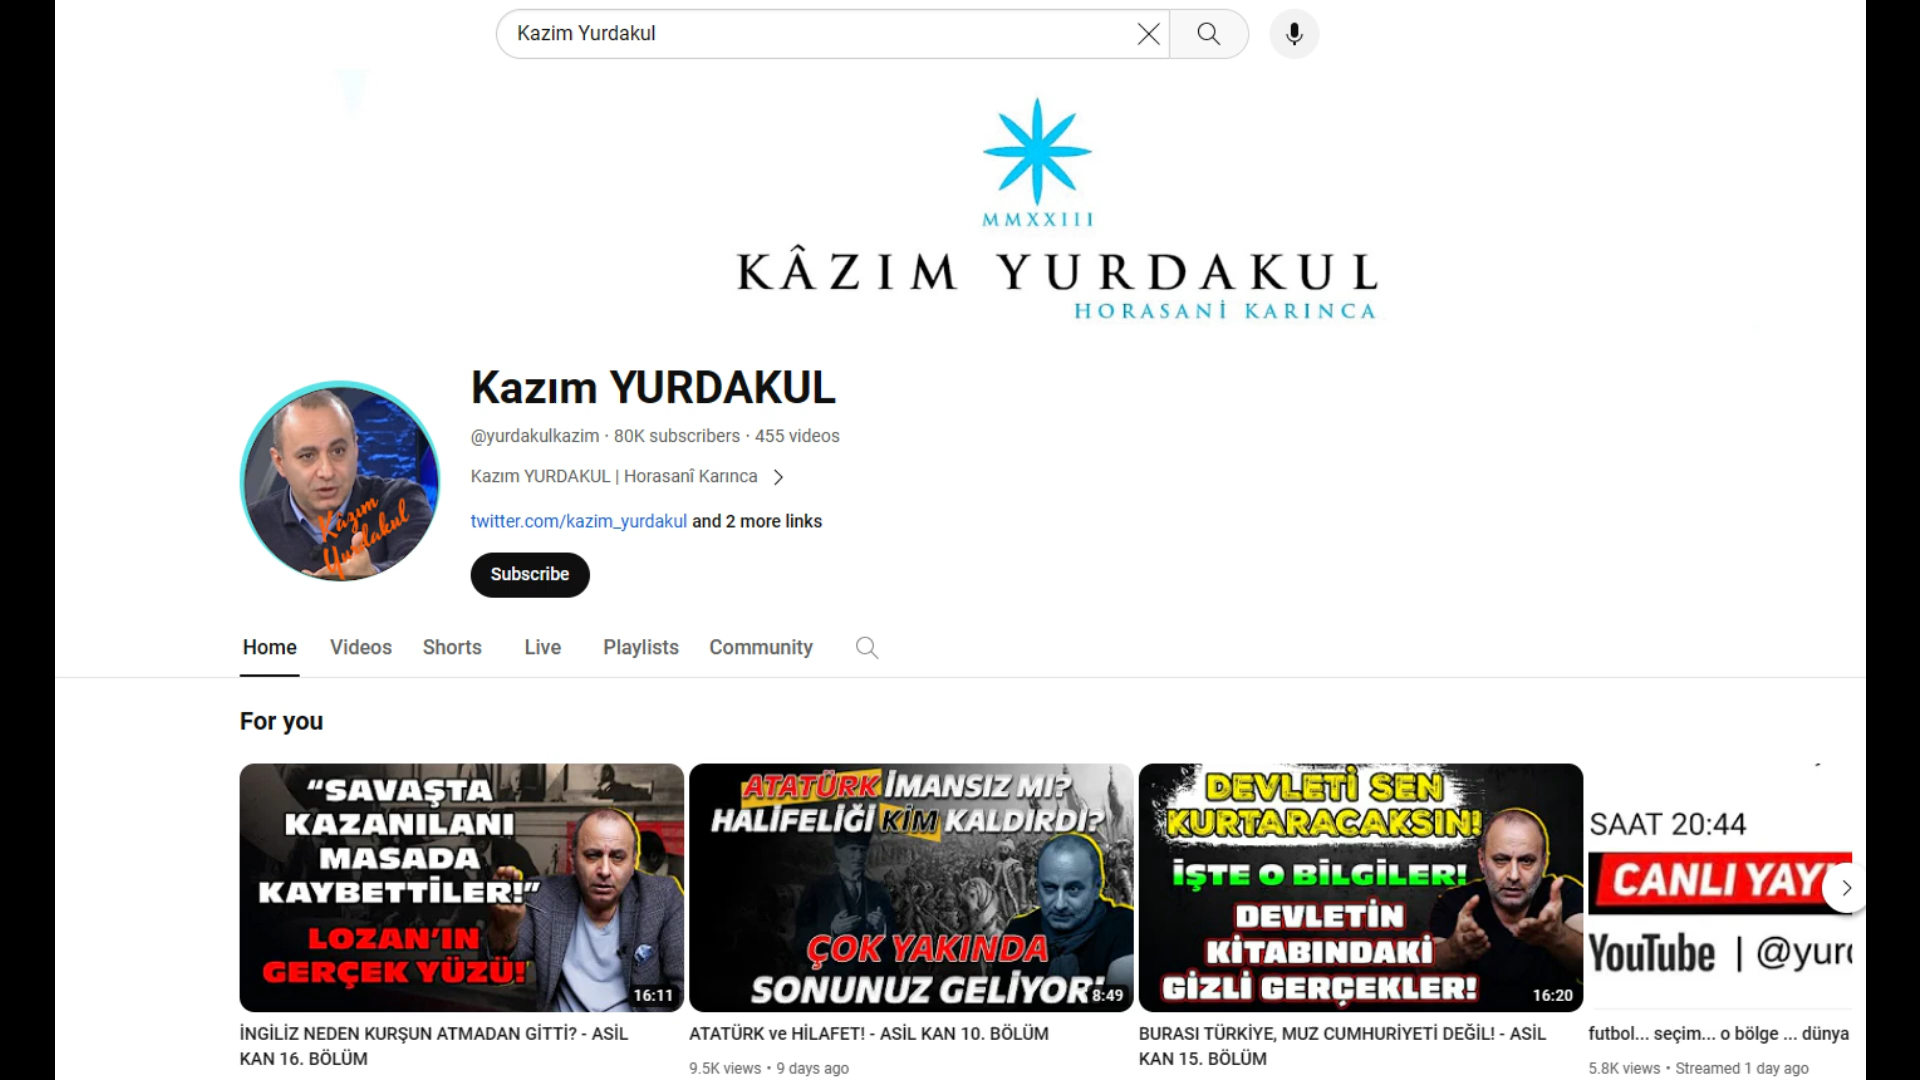 Kazim Yurdakul
MMXXIII
KÂZIM YURDAKUL
HORASANİ KARINCA
Kazım YURDAKUL
@yurdakulkazim · 80K subscribers · 455 videos
Kazım YURDAKUL | Horasanî Karınca
twitter.com/kazim_yurdakul and 2 more links
Kâzım
Yurdakul
Subscribe
Home Videos Shorts Live Playlists Community
For you
“SAVAŞTA
KAZANILANI
MASADA
KAYBETTİLER!”
LOZAN’IN
GERÇEK YÜZÜ!
16:11
İNGİLİZ NEDEN KURŞUN ATMADAN GİTTİ? - ASİL
KAN 16. BÖLÜM
ATATÜRK İMANSIZ MI?
HALİFELİĞİ KİM KALDIRDI?
ÇOK YAKINDA
SONUNUZ GELİYOR"
8:49
ATATÜRK ve HİLAFET! - ASİL KAN 10. BÖLÜM
9.5K views • 9 days ago
DEVLETİ SEN
KURTARACAKSIN!
İŞTE O BİLGİLER!
DEVLETİN
KİTABINDAKİ
GİZLİ GERÇEKLER!
16:20
BURASI TÜRKİYE, MUZ CUMHURİYETİ DEĞİL! - ASİL
KAN 15. BÖLÜM
SAAT 20:44
CANLI YAYI
YouTube | @yurd
futbol... seçim... o bölge ... dünya
5.8K views • Streamed 1 day ago